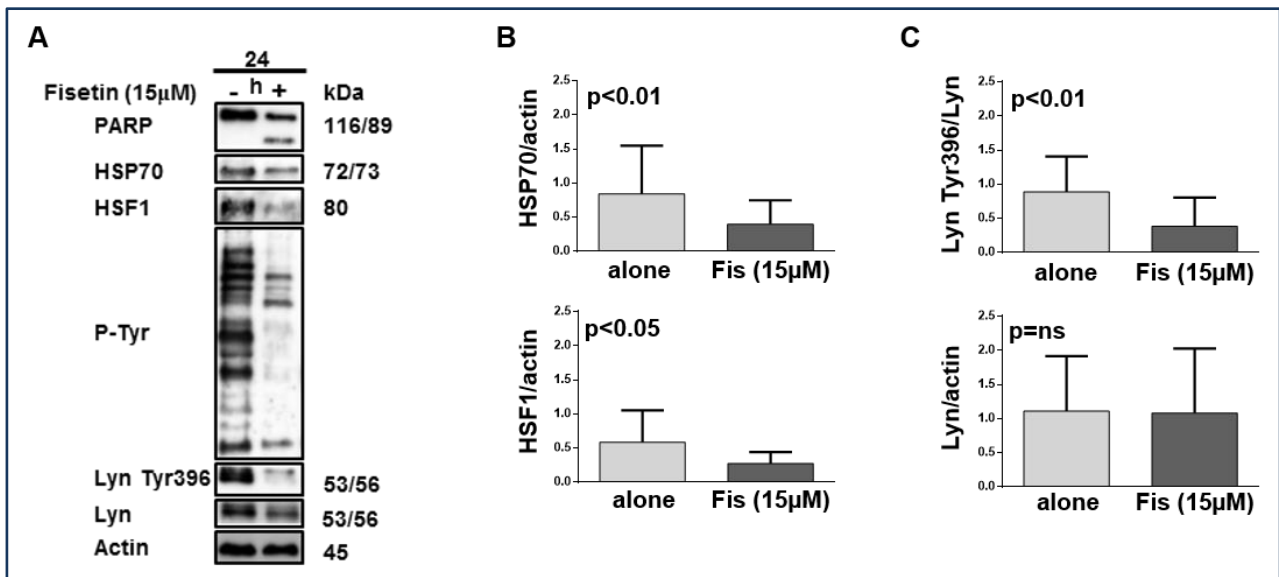 A
24
Fisetin (15µM) - h + kDa
PARP 116/89
HSP70 72/73
HSF1 80
P-Tyr
Lyn Tyr396 53/56
Lyn 53/56
Actin 45
B
HSP70/actin
2.5
2.0
1.5
1.0
0.5
0.0
p<0.01
alone Fis (15µM)
HSF1/actin
2.5
2.0
1.5
1.0
0.5
0.0
p<0.05
alone Fis (15µM)
C
Lyn Tyr396/Lyn
2.5
2.0
1.5
1.0
0.5
0.0
p<0.01
alone Fis (15µM)
Lyn/actin
2.5
2.0
1.5
1.0
0.5
0.0
p=ns
alone Fis (15µM)